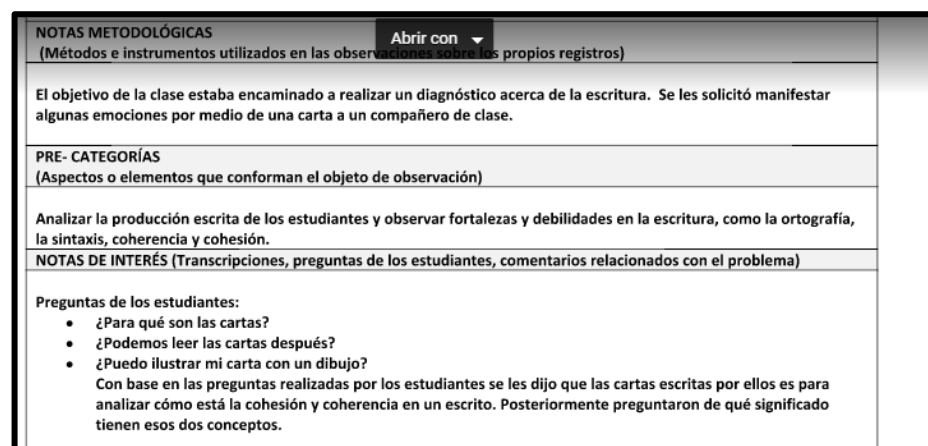 NOTAS METODOLÓGICAS
Abrir con
(Métodos e instrumentos utilizados en las observaciones sobre los propios registros)
El objetivo de la clase estaba encaminado a realizar un diagnóstico acerca de la escritura. Se les solicitó manifestar
algunas emociones por medio de una carta a un compañero de clase.
PRE- CATEGORÍAS
(Aspectos o elementos que conforman el objeto de observación)
Analizar la producción escrita de los estudiantes y observar fortalezas y debilidades en la escritura, como la ortografía,
la sintaxis, coherencia y cohesión.
NOTAS DE INTERÉS (Transcripciones, preguntas de los estudiantes, comentarios relacionados con el problema)
Preguntas de los estudiantes:
• ¿Para qué son las cartas?
• ¿Podemos leer las cartas después?
• ¿Puedo ilustrar mi carta con un dibujo?
Con base en las preguntas realizadas por los estudiantes se les dijo que las cartas escritas por ellos es para
analizar cómo está la cohesión y coherencia en un escrito. Posteriormente preguntaron de qué significado
tienen esos dos conceptos.